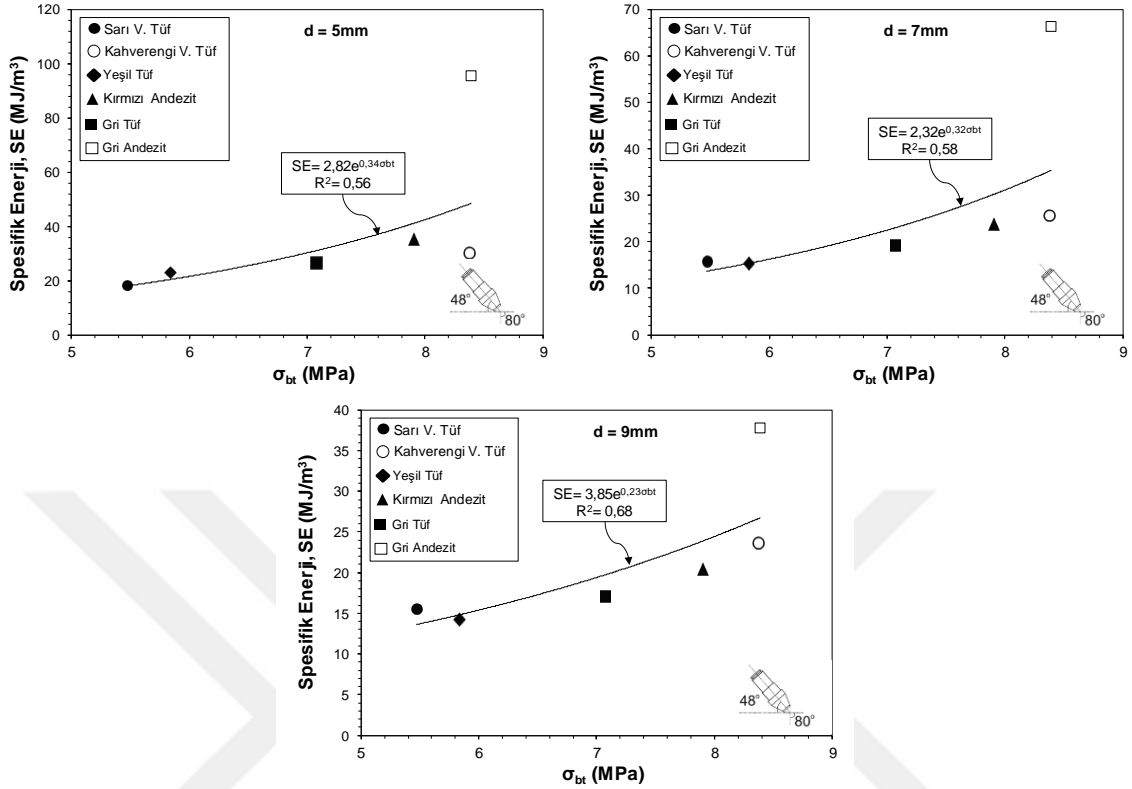 Spesifik Enerji, SE (MJ/m³)
120
100
80
60
40
20
0
Sarı V. Tüf
Kahverengi V. Tüf
Yeşil Tüf
Kırmızı Andezit
Gri Tüf
Gri Andezit
d = 5mm
SE= 2,82e^0,34σbt
R²= 0,56
48°
80°
5
6
7
8
9
σbt (MPa)
Spesifik Enerji, SE (MJ/m³)
70
60
50
40
30
20
10
0
Sarı V. Tüf
Kahverengi V. Tüf
Yeşil Tüf
Kırmızı Andezit
Gri Tüf
Gri Andezit
d = 7mm
SE= 2,32e^0,32σbt
R²= 0,58
48°
80°
5
6
7
8
9
σbt (MPa)
Spesifik Enerji, SE (MJ/m³)
40
35
30
25
20
15
10
5
0
Sarı V. Tüf
Kahverengi V. Tüf
Yeşil Tüf
Kırmızı Andezit
Gri Tüf
Gri Andezit
d = 9mm
SE= 3,85e^0,23σbt
R²= 0,68
48°
80°
5
6
7
8
9
σbt (MPa)